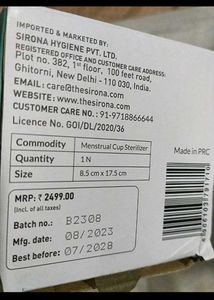 IMPORTED & MARKETED BY:
SIRONA HYGIENE PVT. LTD.
REGISTERED OFFICE AND CUSTOMER CARE ADDRESS:
Plot no. 382, 1st floor, 100 feet road,
Ghitorni, New Delhi - 110 030, India.
EMAIL : care@thesirona.com
WEBSITE : www.thesirona.com
CUSTOMER CARE NO.: +91-9718866644
Licence No. GOI/DL/2020/36
Commodity Menstrual Cup Sterilizer
Quantity 1 N
Size 8.5 cm x 17.5 cm
Made in PRC
MRP: ₹ 2499.00
(Incl. of all taxes)
Batch no.: B2308
Mfg. date: 08/2023
Best before: 07/2028